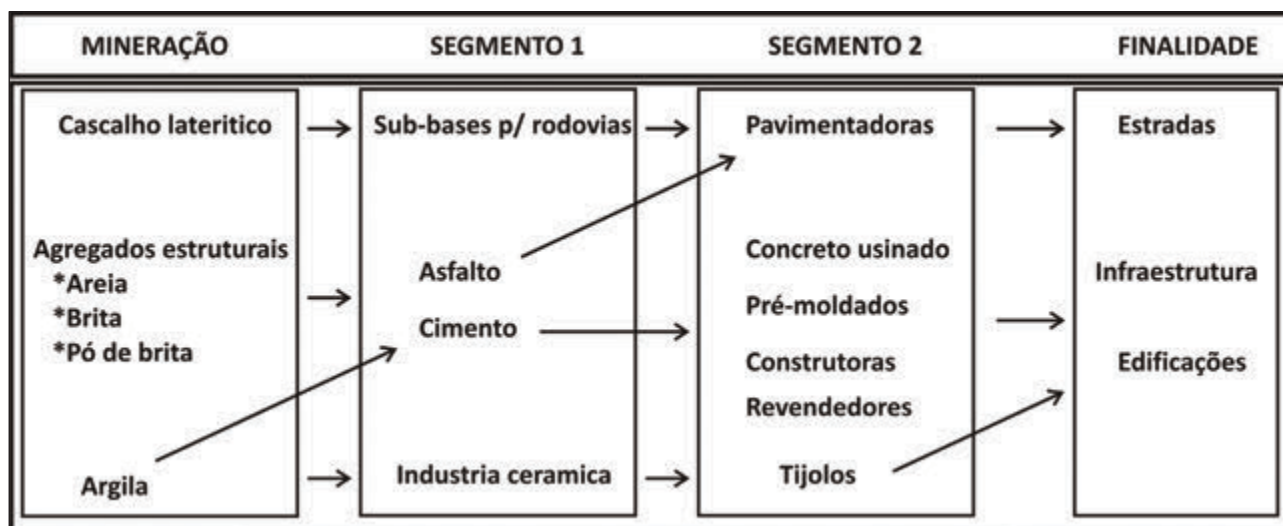 MINERAÇÃO
SEGMENTO 1
SEGMENTO 2
FINALIDADE
Cascalho lateritico
Sub-bases p/ rodovias
Pavimentadoras
Estradas
Agregados estruturais
*Areia
*Brita
*Pó de brita
Asfalto
Cimento
Concreto usinado
Pré-moldados
Construtoras
Revendedores
Infraestrutura
Edificações
Argila
Industria ceramica
Tijolos